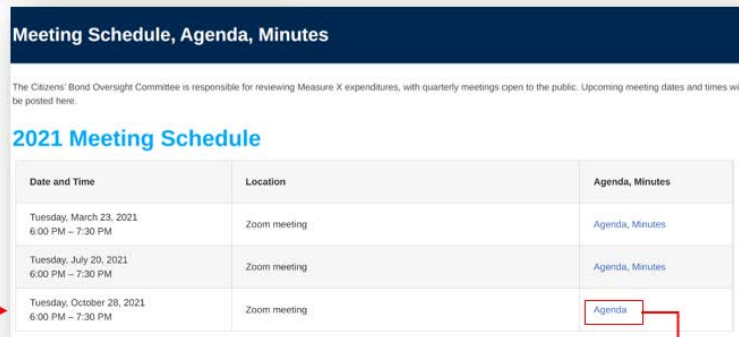 Meeting Schedule, Agenda, Minutes
The Citizens' Bond Oversight Committee is responsible for reviewing Measure X expenditures, with quarterly meetings open to the public. Upcoming meeting dates and times
be posted here.
2021 Meeting Schedule
Date and Time Location Agenda, Minutes
Tuesday, March 23, 2021
6:00 PM – 7:30 PM Zoom meeting Agenda, Minutes
Tuesday, July 20, 2021
6:00 PM – 7:30 PM Zoom meeting Agenda, Minutes
Tuesday, October 28, 2021
6:00 PM – 7:30 PM Zoom meeting Agenda